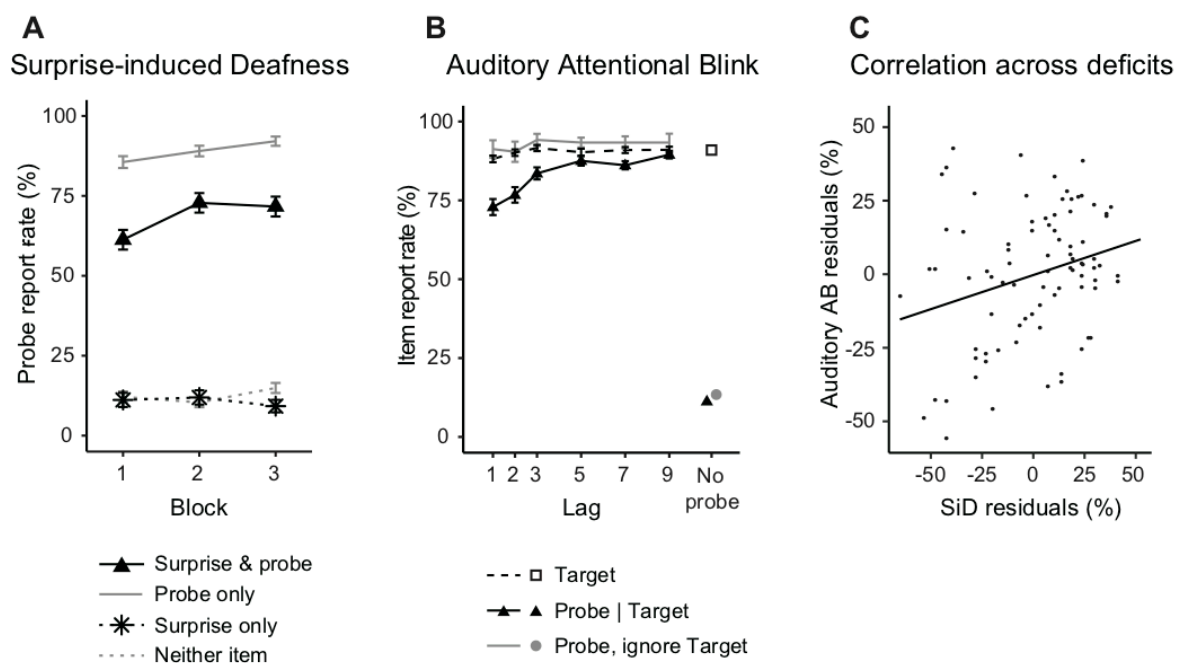 A
Surprise-induced Deafness
100
75
50
25
0
Probe report rate (%)
1 2 3
Block
Surprise & probe
Probe only
Surprise only
Neither item
B
Auditory Attentional Blink
100
75
50
25
0
Item report rate (%)
1 2 3 5 7 9 No
probe
Lag
Target
Probe | Target
Probe, ignore Target
C
Correlation across deficits
50
25
0
-25
-50
Auditory AB residuals (%)
-50 -25 0 25 50
SiD residuals (%)